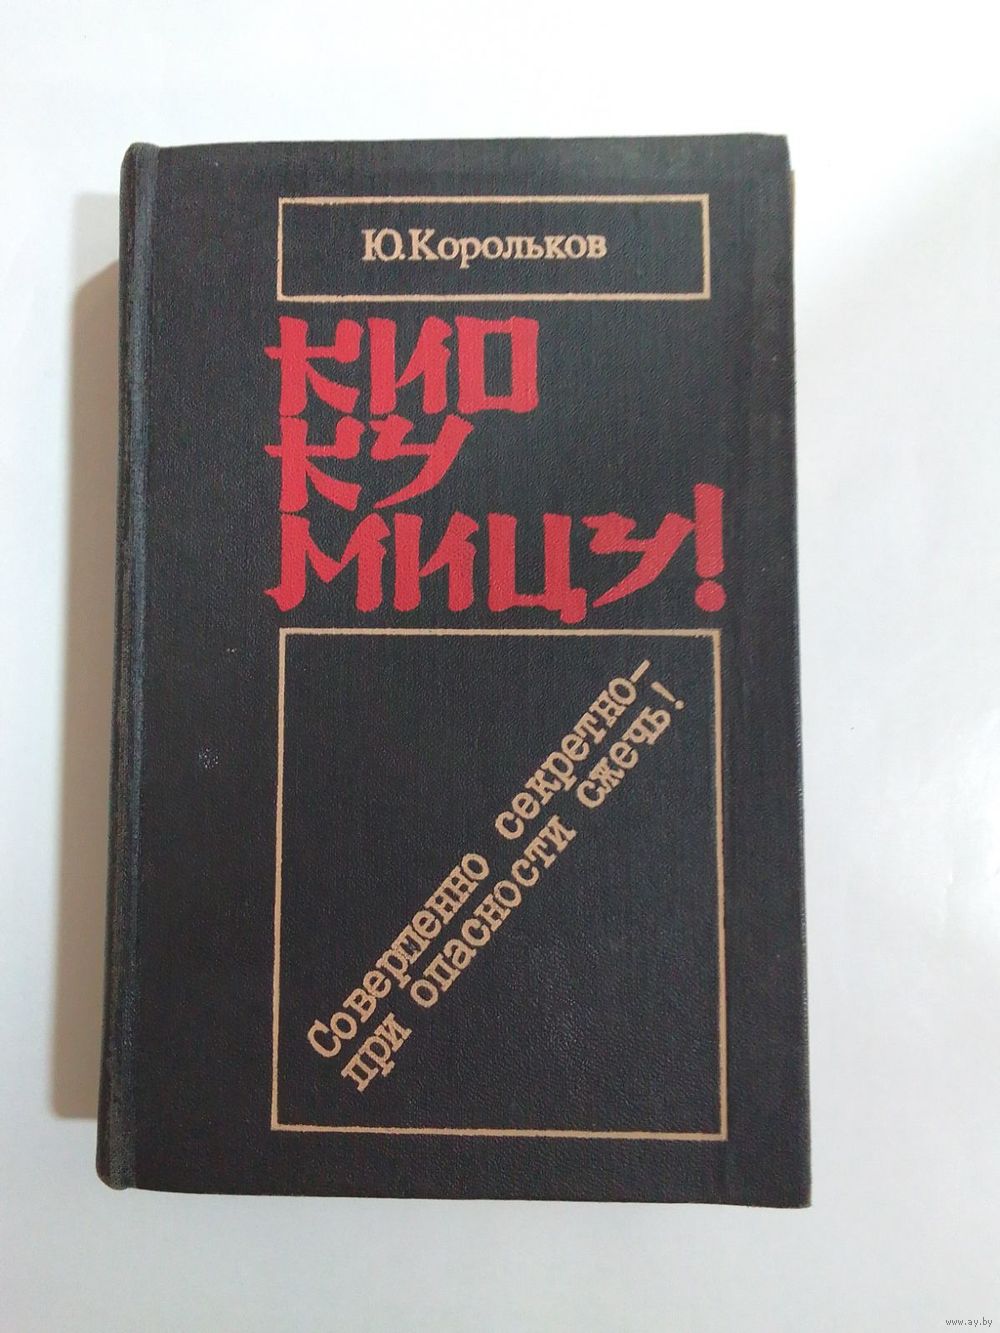 Ю.Корольков
КИО
КУ
МИЦУ!
Совершенно секретно—
при опасности сжечь!
www.ay.by